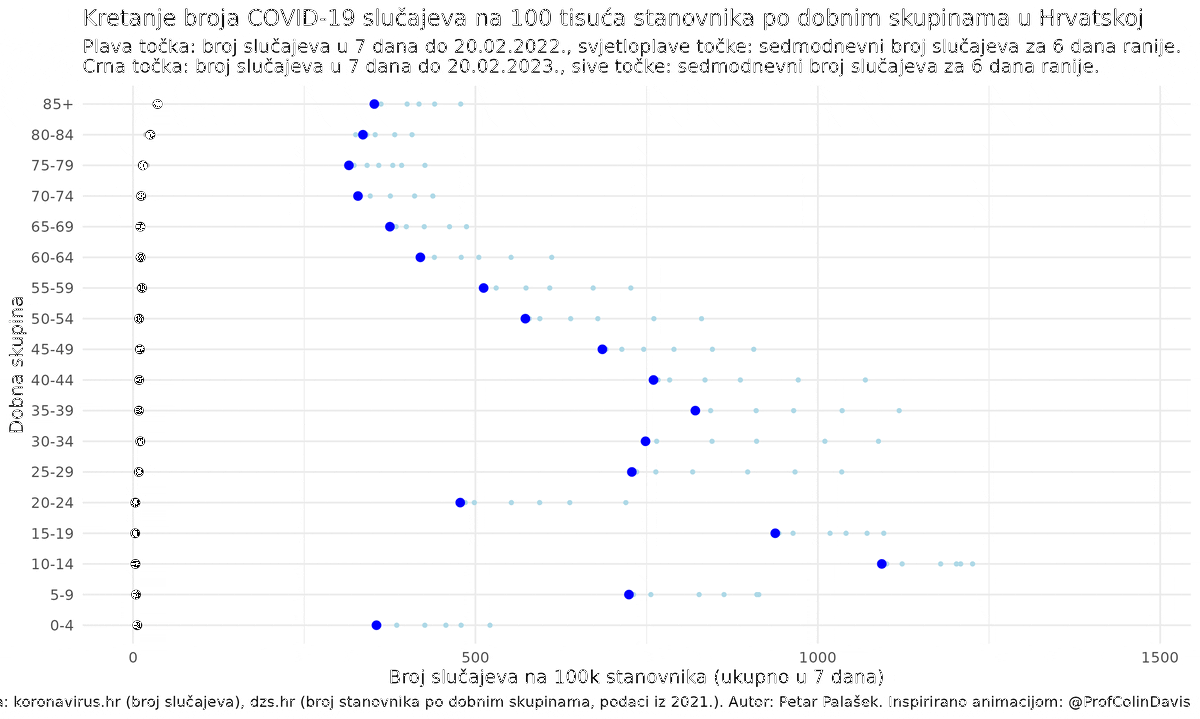 Kretanje broja COVID-19 slučajeva na 100 tisuća stanovnika po dobnim skupinama u Hrvatskoj
Plava točka: broj slučajeva u 7 dana do 20.02.2022., svjetloplave točke: sedmodnevni broj slučajeva za 6 dana ranije.
Crna točka: broj slučajeva u 7 dana do 20.02.2023., sive točke: sedmodnevni broj slučajeva za 6 dana ranije.
Dobna skupina
85+
80-84
75-79
70-74
65-69
60-64
55-59
50-54
45-49
40-44
35-39
30-34
25-29
20-24
15-19
10-14
5-9
0-4
0 500 1000 1500
Broj slučajeva na 100k stanovnika (ukupno u 7 dana)
a: koronavirus.hr (broj slučajeva), dzs.hr (broj stanovnika po dobnim skupinama, podaci iz 2021.). Autor: Petar Palašek. Inspirirano animacijom: @ProfColinDavis